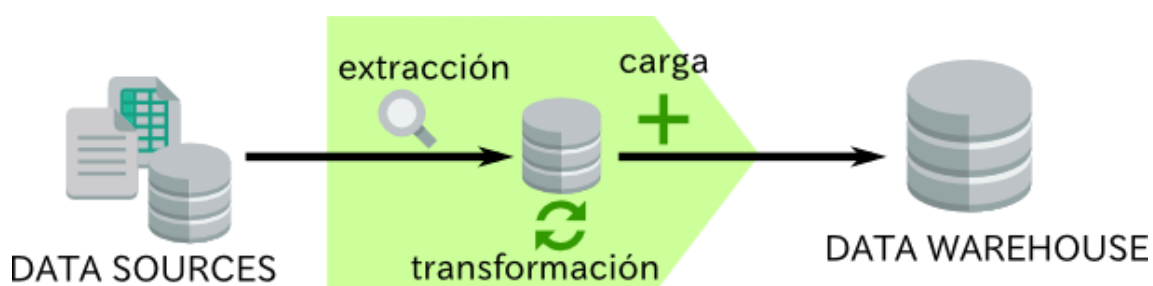 extracción
carga
transformación
DATA SOURCES
DATA WAREHOUSE